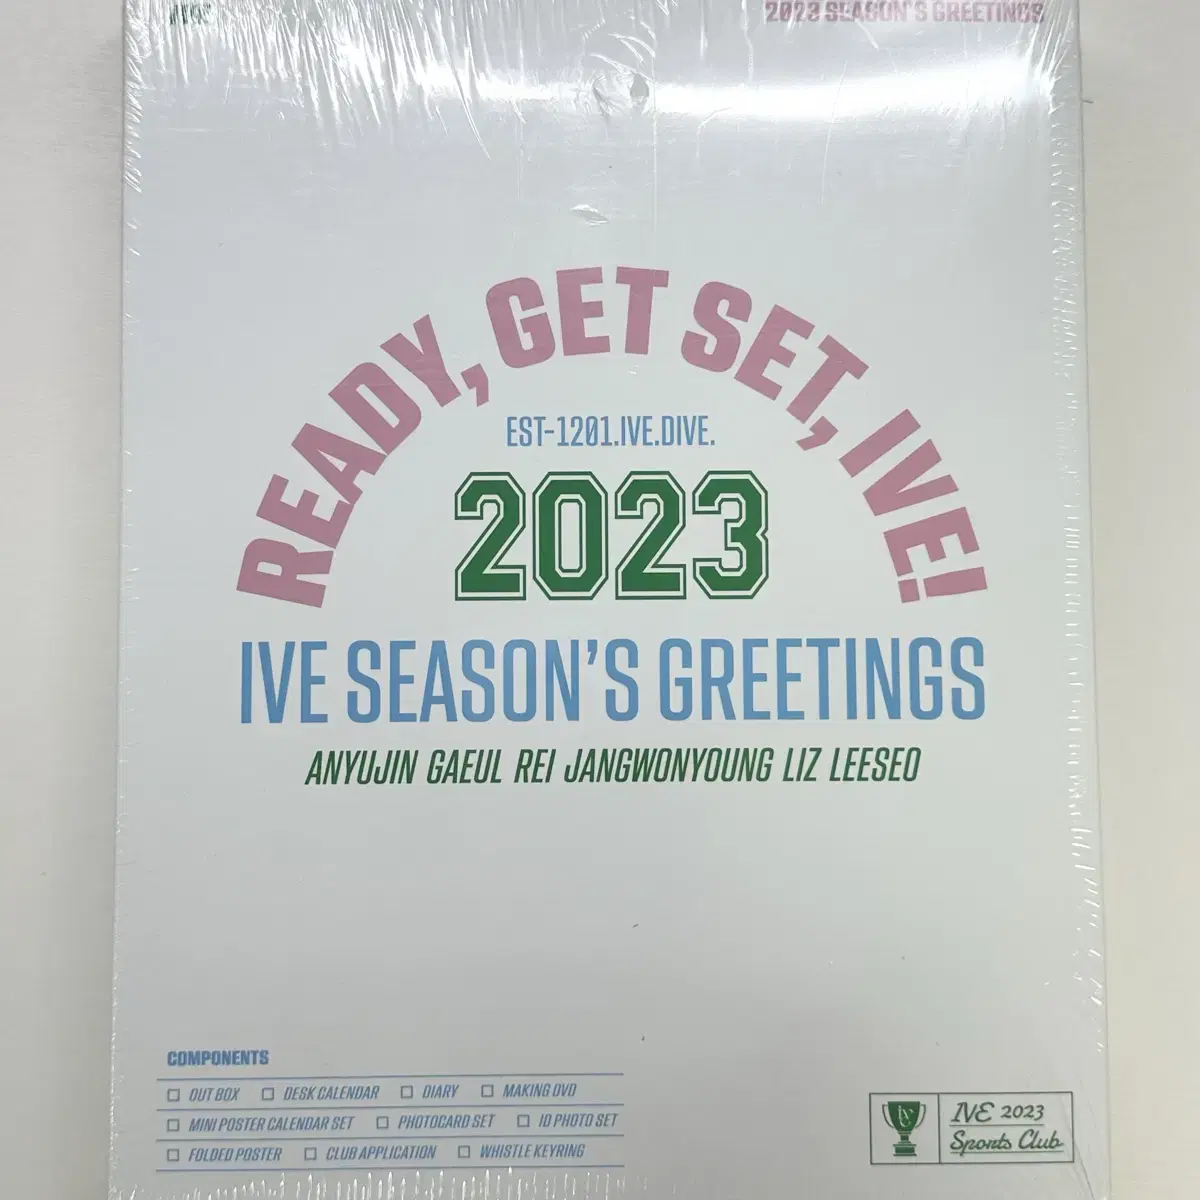 2023 SEASON'S GREETINGS
READY, GET SET, IVE!
EST-1201.IVE.DIVE.
2023
IVE SEASON'S GREETINGS
ANYUJIN GAEUL REI JANGWONYOUNG LIZ LEESEO
COMPONENTS
OUT BOX DESK CALENDAR DIARY MAKING DVD
MINI POSTER CALENDAR SET PHOTOCARD SET ID PHOTO SET
FOLDED POSTER CLUB APPLICATION WHISTLE KEYRING
IVE 2023
Sports Club